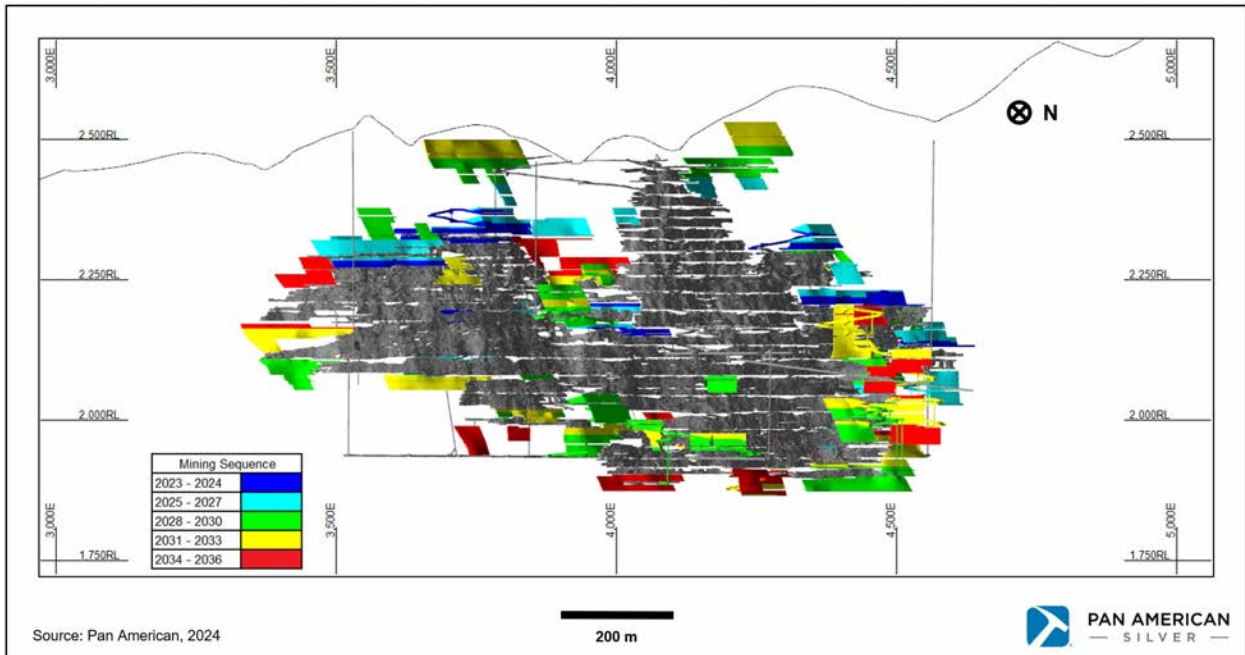 3,000E
3,500E
4,000E
4,500E
5,000E
N
2,500RL
2,500RL
2,250RL
2,250RL
2,000RL
2,000RL
Mining Sequence
2023 - 2024
2025 - 2027
2028 - 2030
2031 - 2033
2034 - 2036
3,000E
3,500E
4,000E
4,500E
5,000E
1,750RL
1,750RL
Source: Pan American, 2024
200 m
PAN AMERICAN
— SILVER —